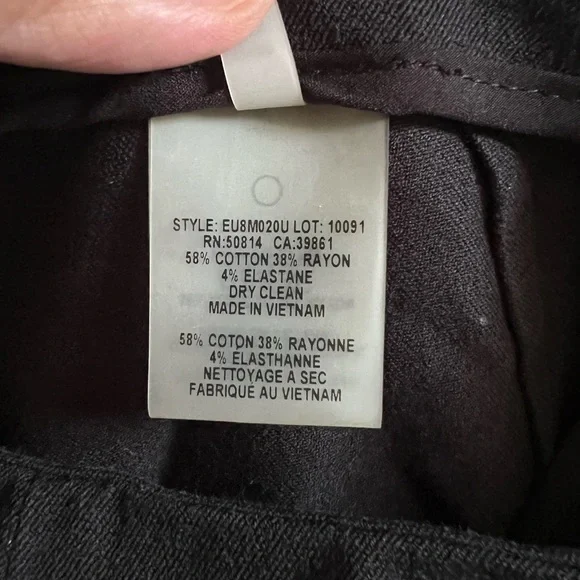 STYLE: EU8M020U LOT: 10091
RN:50814 CA:39861
58% COTTON 38% RAYON
4% ELASTANE
DRY CLEAN
MADE IN VIETNAM
58% COTON 38% RAYONNE
4% ELASTHANNE
NETTOYAGE A SEC
FABRIQUE AU VIETNAM